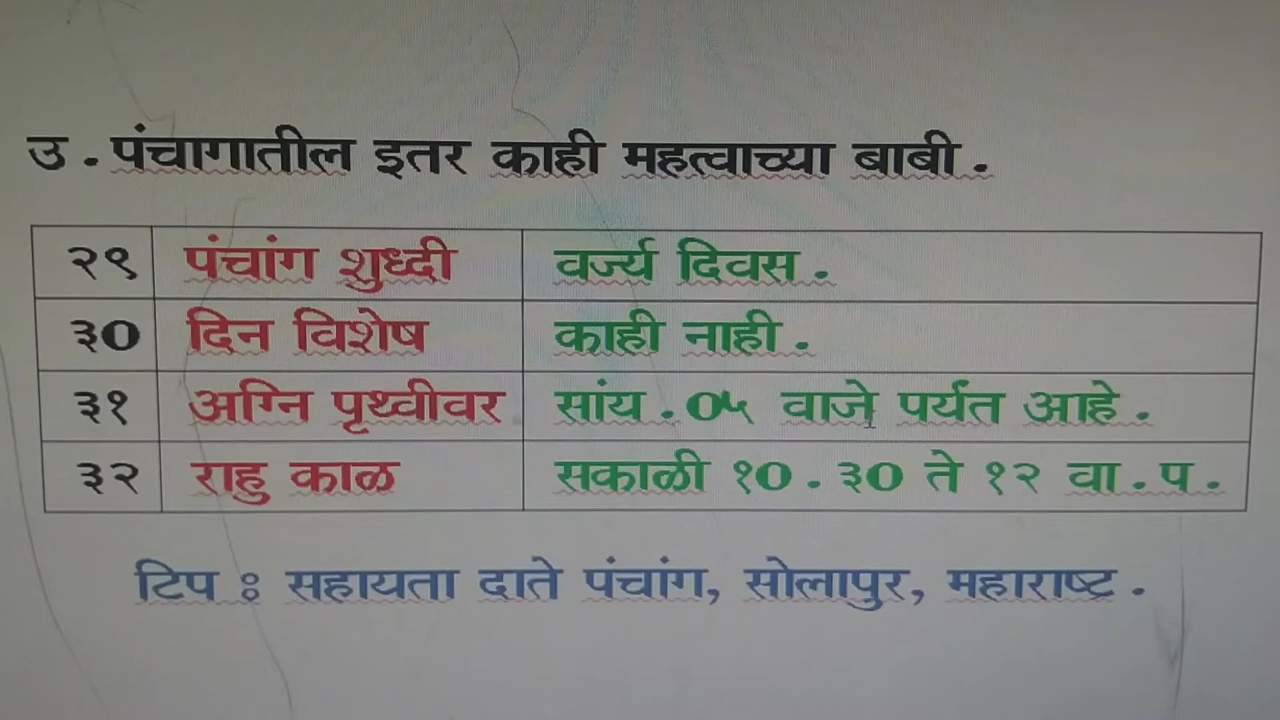 उ . पंचागातील इतर काही महत्वाच्या बाबी .
२९ पंचांग शुध्दी वर्ज्य दिवस .
३० दिन विशेष काही नाही .
३१ अग्नि पृथ्वीवर सांय . ०५ वाजे पर्यंत आहे .
३२ राहु काळ सकाळी १० . ३० ते १२ वा . प .
टिप : सहायता दाते पंचांग, सोलापुर, महाराष्ट .